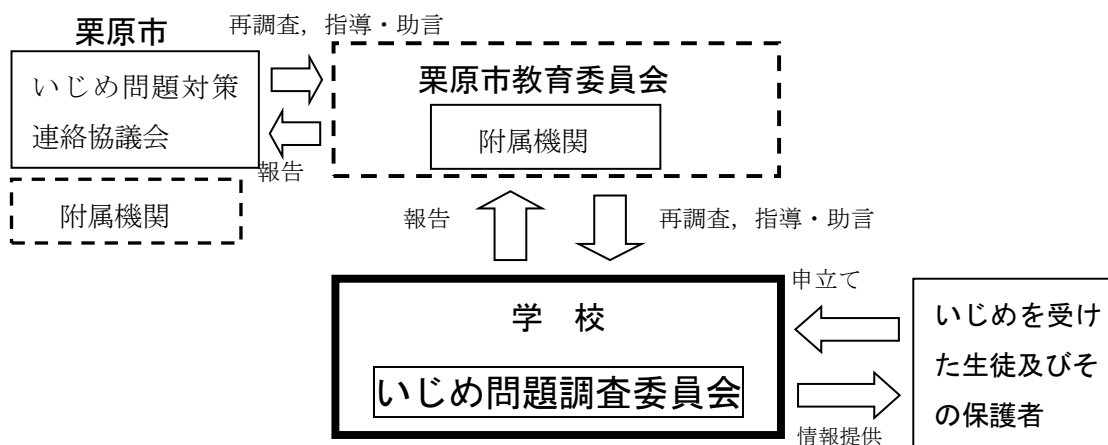 栗原市
再調査，指導・助言
いじめ問題対策
連絡協議会
栗原市教育委員会
附属機関
報告
附属機関
報告
再調査，指導・助言
申立て
学　校
いじめ問題調査委員会
いじめを受け
た生徒及びそ
の保護者
情報提供